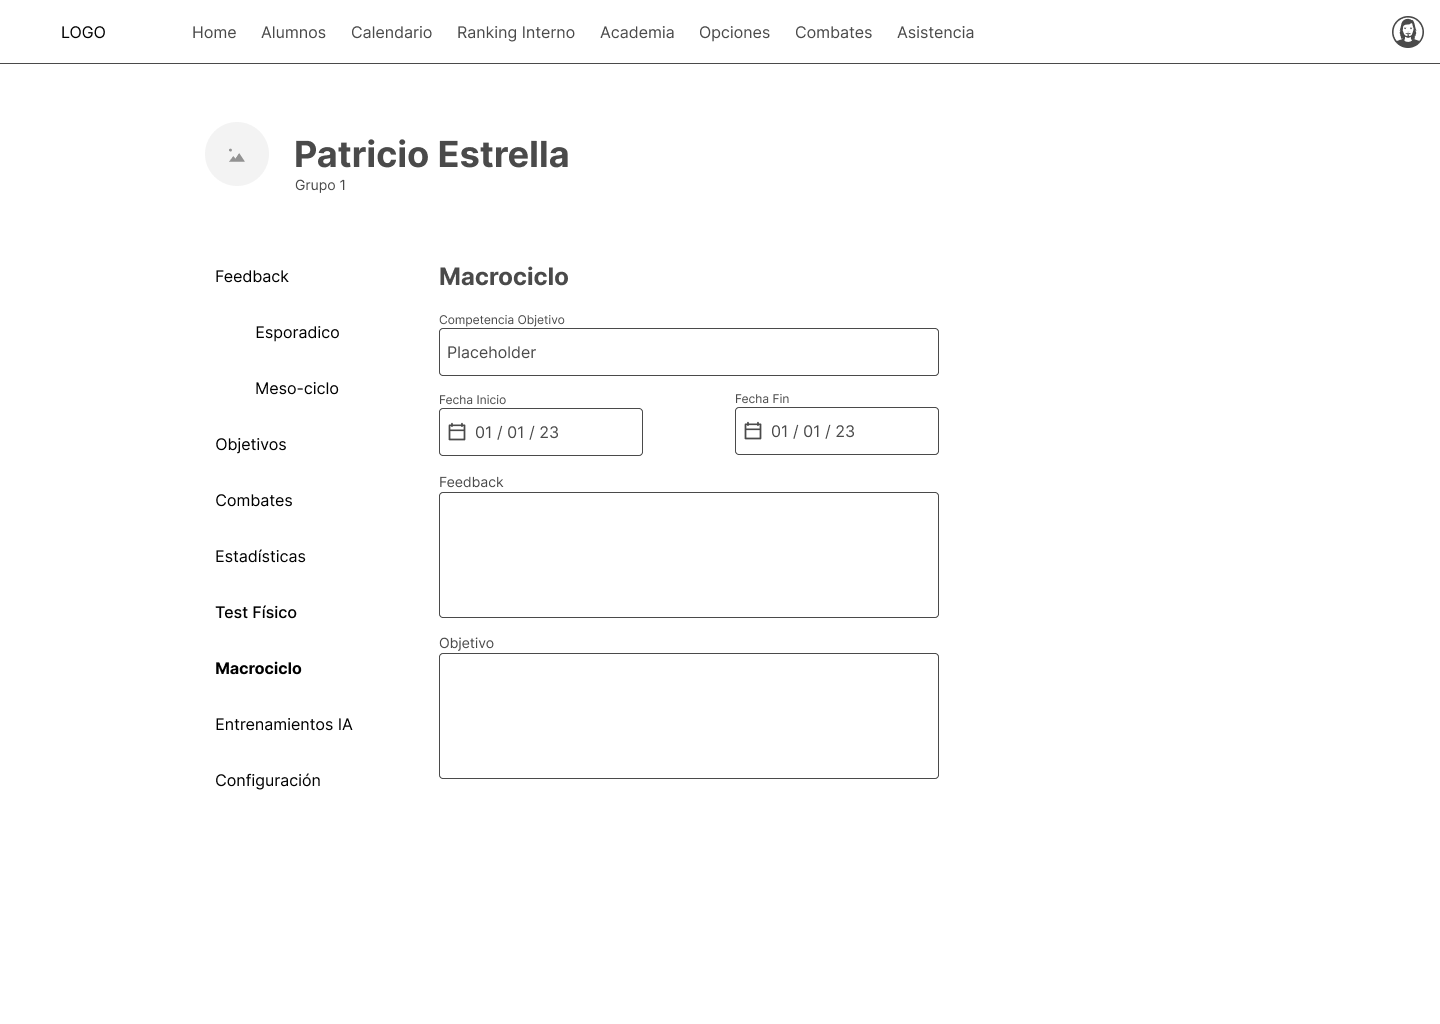 LOGO
Home Alumnos Calendario Ranking Interno Academia Opciones Combates Asistencia
Patricio Estrella
Grupo 1
Feedback
Esporadico
Meso-ciclo
Objetivos
Combates
Estadísticas
Test Físico
Macrociclo
Entrenamientos IA
Configuración
Macrociclo
Competencia Objetivo
Placeholder
Fecha Inicio
01 / 01 / 23
Fecha Fin
01 / 01 / 23
Feedback
Objetivo